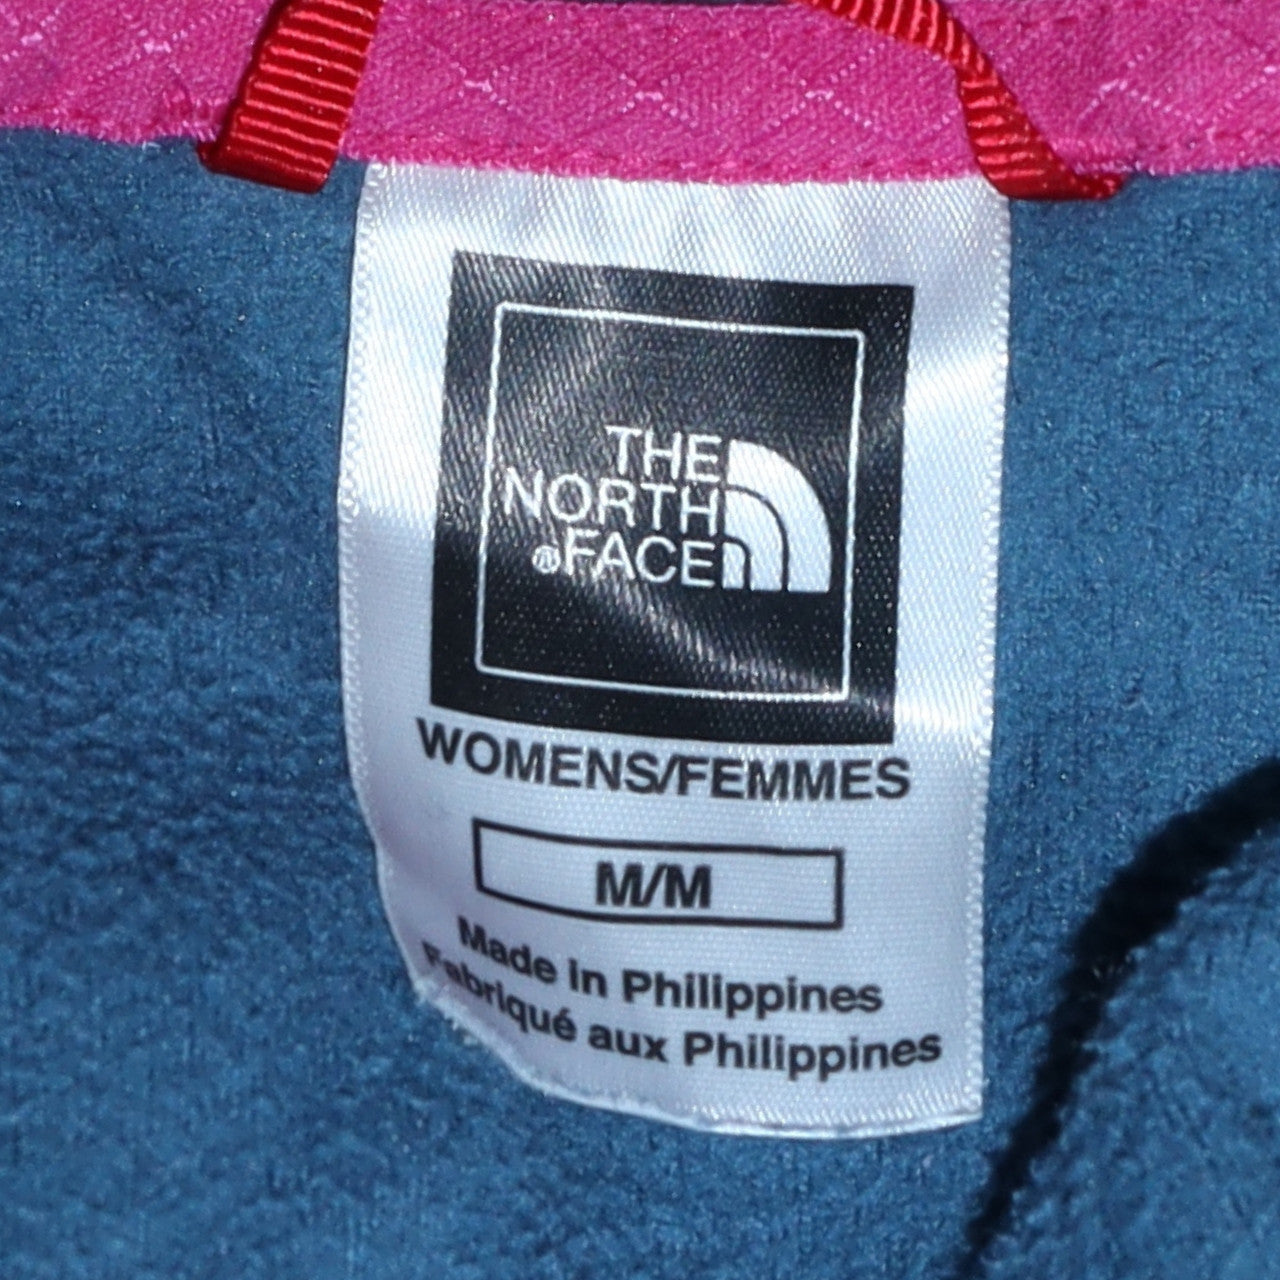 THE
NORTH
FACE
WOMENS/FEMMES
M/M
Made in Philippines
Fabriqué aux Philippines